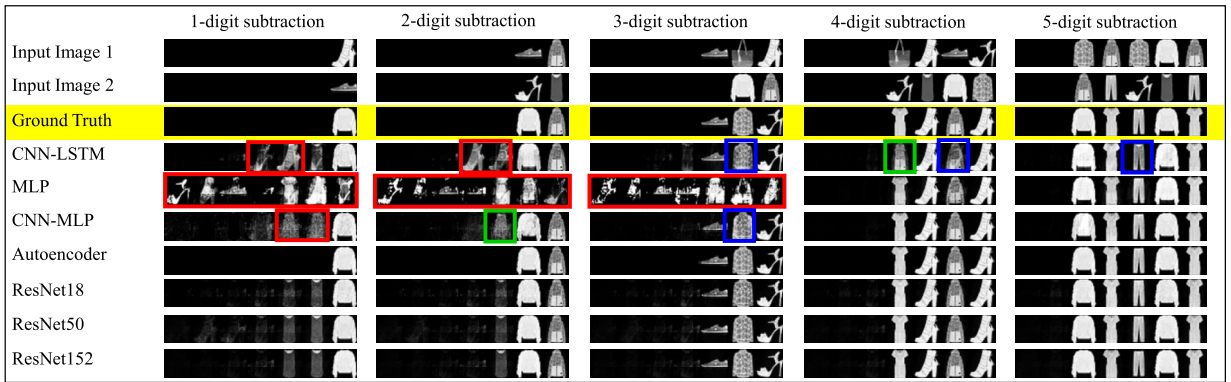 1-digit subtraction 2-digit subtraction 3-digit subtraction 4-digit subtraction 5-digit subtraction
Input Image 1
Input Image 2
Ground Truth
CNN-LSTM
MLP
CNN-MLP
Autoencoder
ResNet18
ResNet50
ResNet152